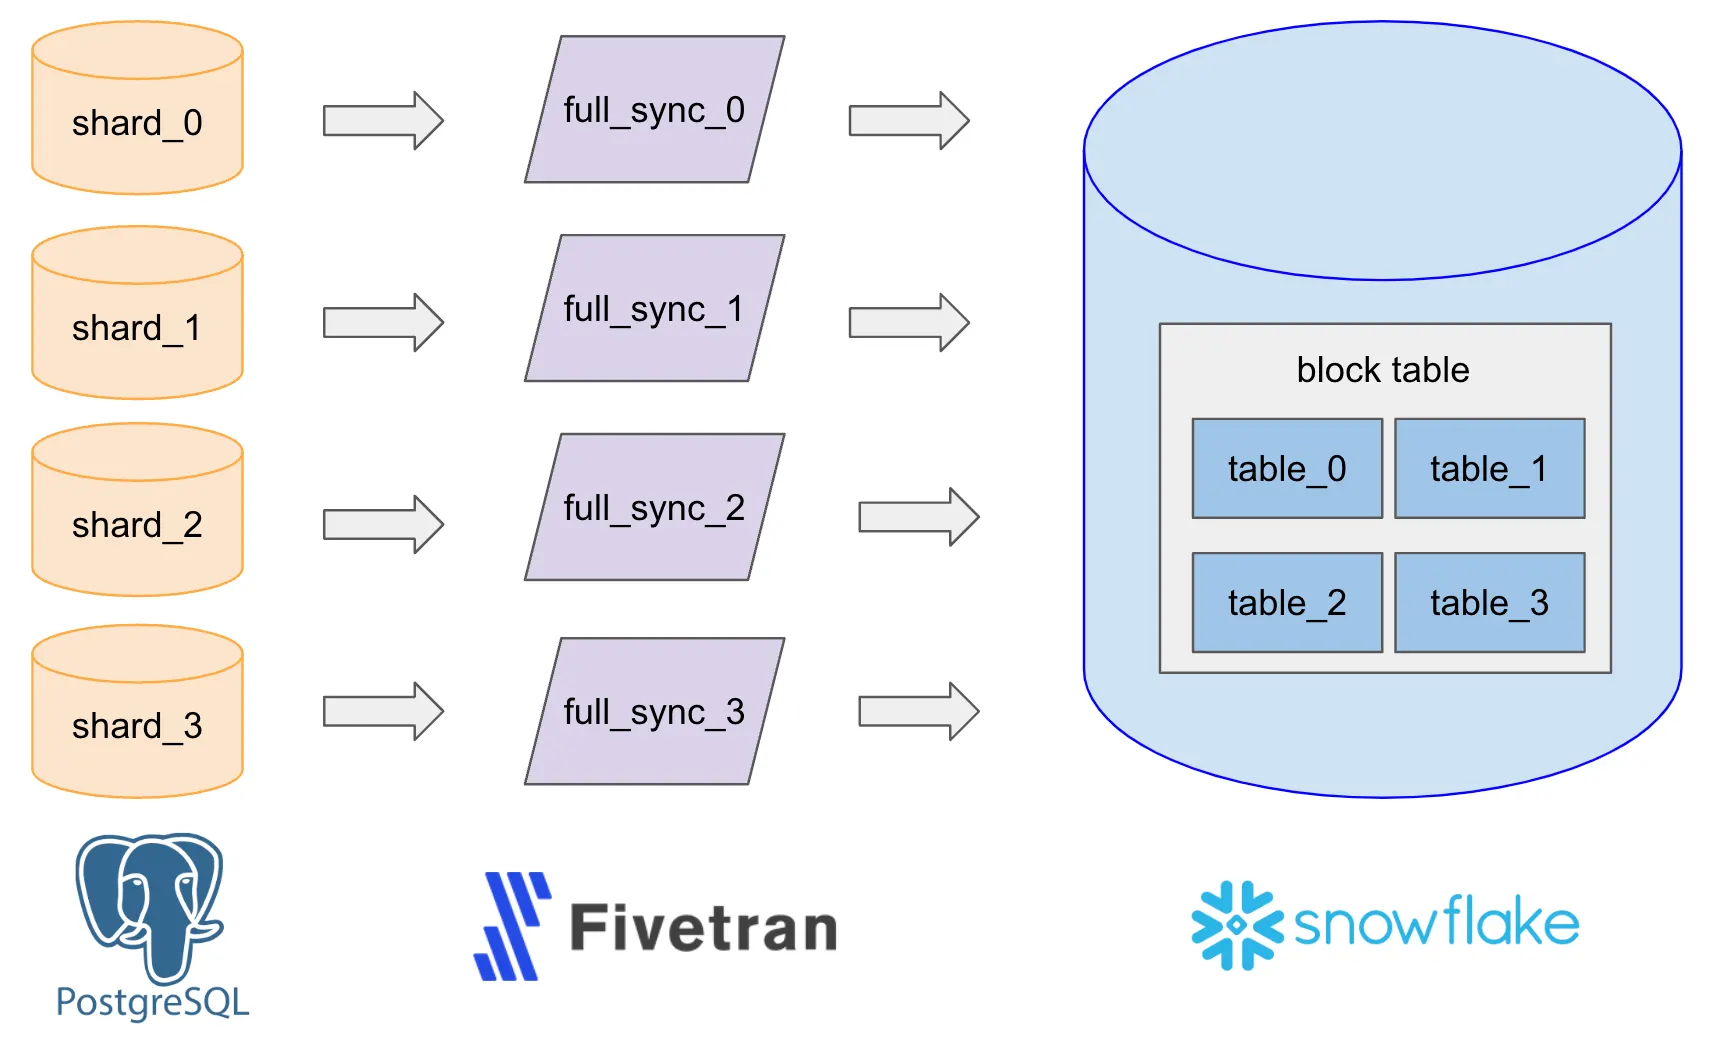 shard_0
full_sync_0
shard_1
full_sync_1
shard_2
full_sync_2
shard_3
full_sync_3
block table
table_0
table_1
table_2
table_3
PostgreSQL
Fivetran
snowflake